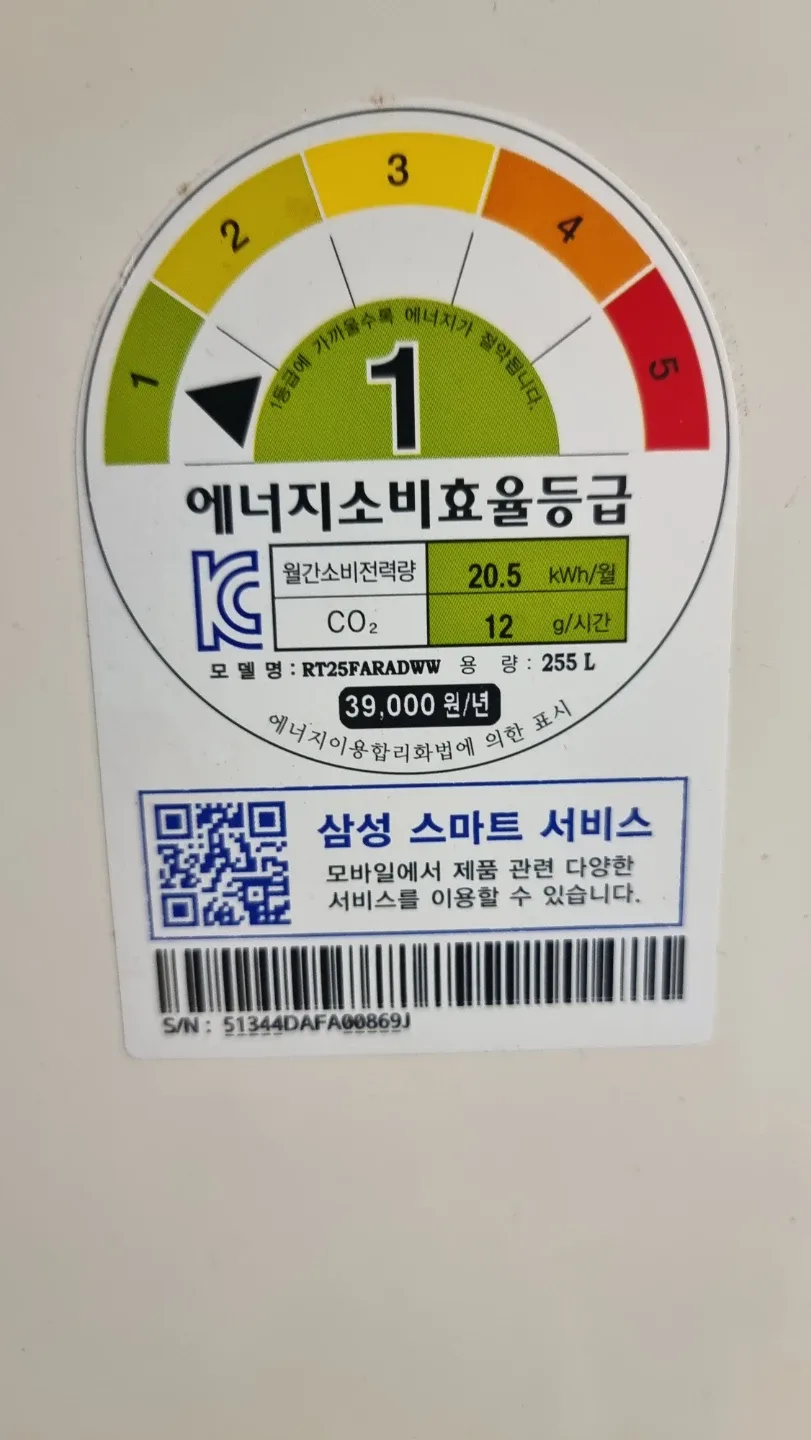 1
2
3
4
5
1등급에 가까울수록 에너지가 절약됩니다.
1
에너지소비효율등급
월간소비전력량 20.5 kWh/월
CO₂ 12 g/시간
모델명 : RT25FARADWW 용 량 : 255 L
39,000 원/년
에너지이용합리화법에 의한 표시
삼성 스마트 서비스
모바일에서 제품 관련 다양한
서비스를 이용할 수 있습니다.
S/N : 51344DAFA00869J